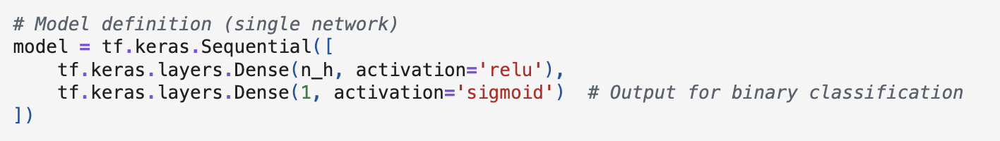 # Model definition (single network)
model = tf.keras.Sequential([
    tf.keras.layers.Dense(n_h, activation='relu'),
    tf.keras.layers.Dense(1, activation='sigmoid')  # Output for binary classification
])